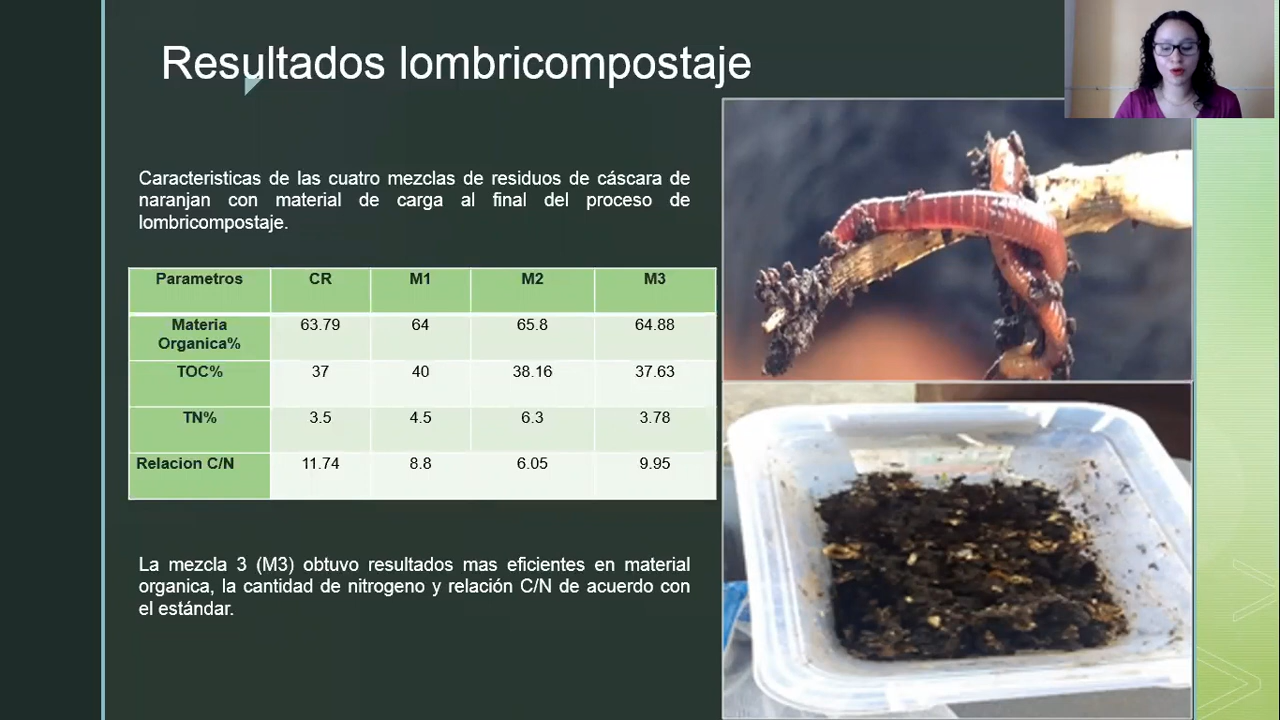 Resultados lombricompostaje
Caracteristicas de las cuatro mezclas de residuos de cáscara de
naranjan con material de carga al final del proceso de
lombricompostaje.
Parametros CR M1 M2 M3
Materia
Organica% 63.79 64 65.8 64.88
TOC% 37 40 38.16 37.63
TN% 3.5 4.5 6.3 3.78
Relacion C/N 11.74 8.8 6.05 9.95
La mezcla 3 (M3) obtuvo resultados mas eficientes en material
organica, la cantidad de nitrogeno y relación C/N de acuerdo con
el estándar.